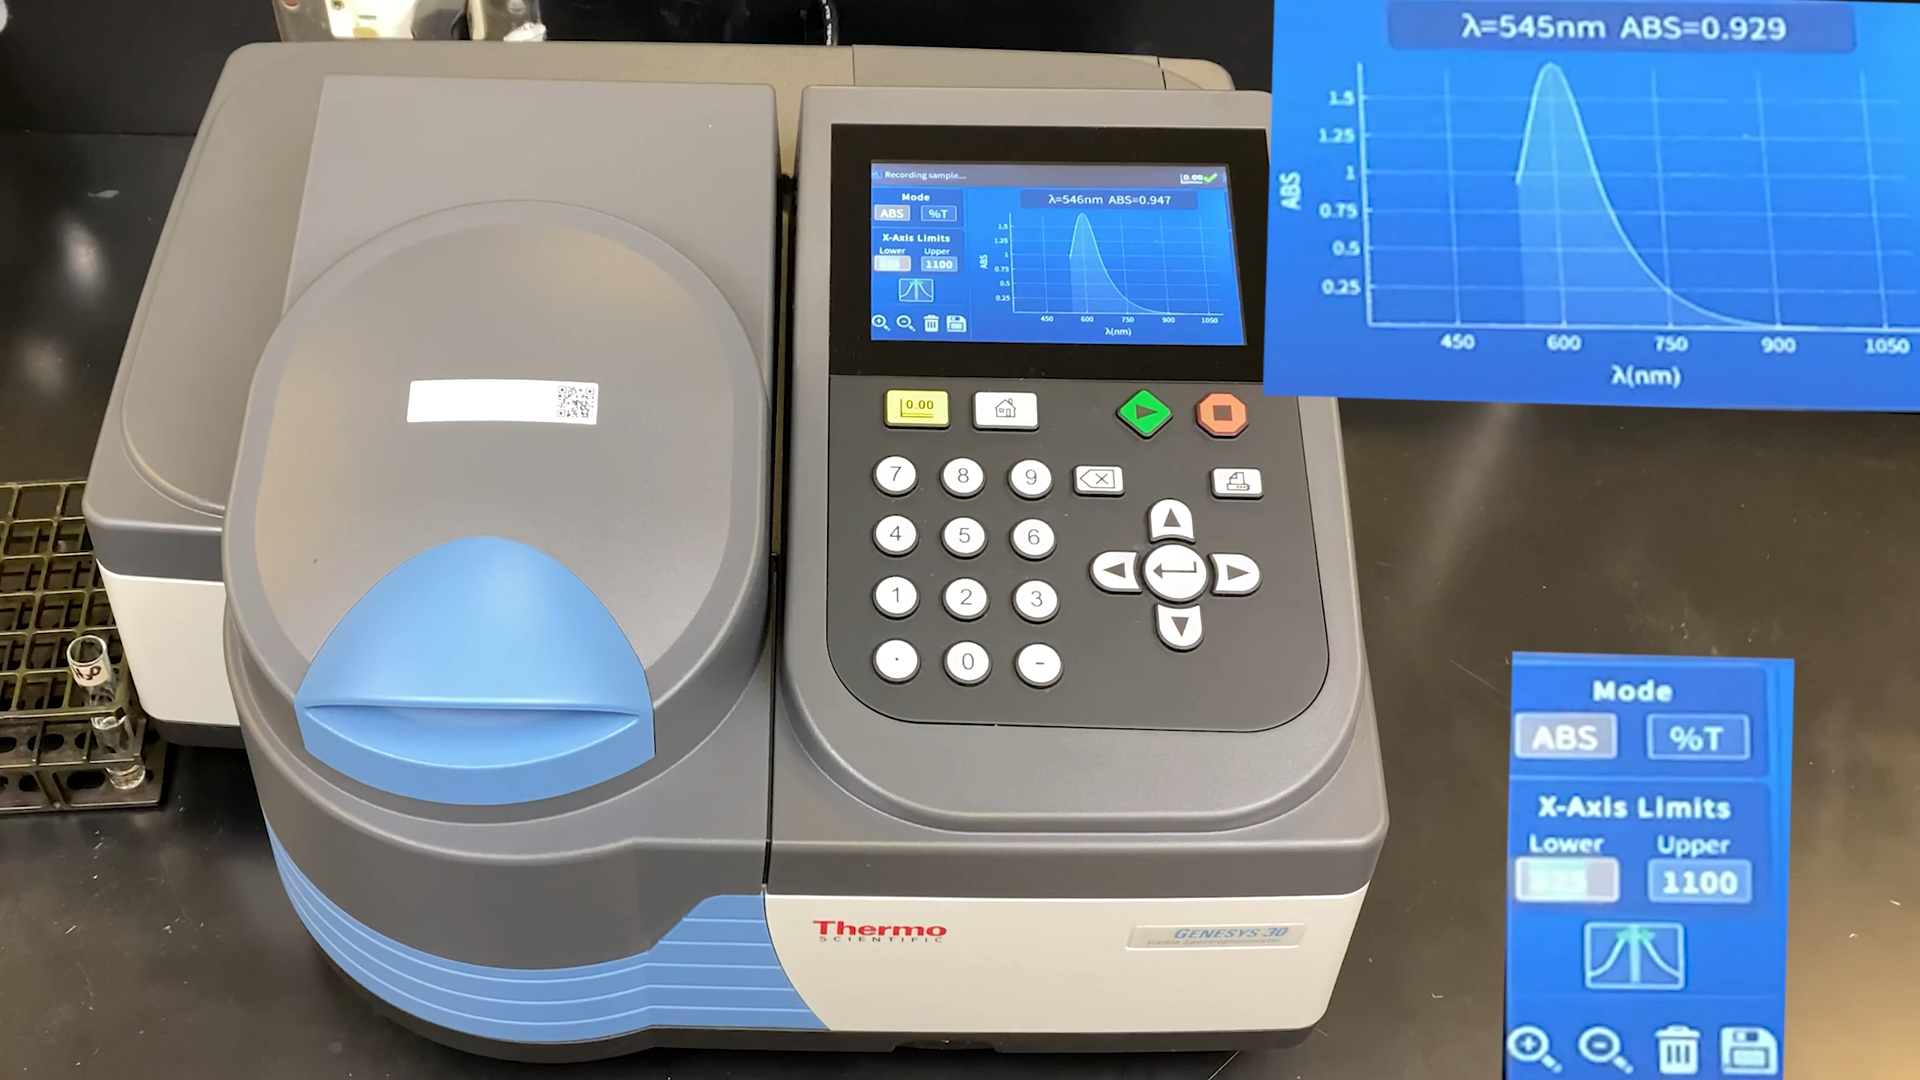 Recording sample...
0.00
Mode
ABS %T
X-Axis Limits
Lower Upper
1100
λ=546nm ABS=0.947
1.5
1.25
1
0.75
0.5
0.25
ABS
450 600 750 900 1050
λ(nm)
λ=545nm ABS=0.929
1.5
1.25
1
0.75
0.5
0.25
ABS
450 600 750 900 1050
λ(nm)
0.00
7 8 9
4 5 6
1 2 3
. 0 -
H₂O
Mode
ABS %T
X-Axis Limits
Lower Upper
325 1100
Thermo
SCIENTIFIC
GENESYS 30
Visible Spectrophotometer